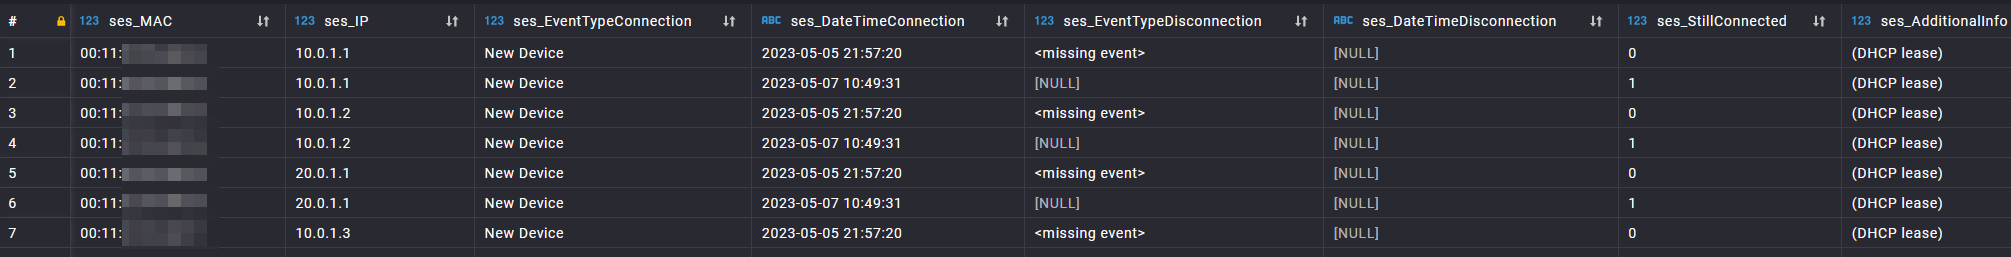 # 123 ses_MAC 123 ses_IP 123 ses_EventTypeConnection ABC ses_DateTimeConnection 123 ses_EventTypeDisconnection ABC ses_DateTimeDisconnection 123 ses_StillConnected 123 ses_AdditionalInfo
1 00:11: 10.0.1.1 New Device 2023-05-05 21:57:20 <missing event> [NULL] 0 (DHCP lease)
2 00:11: 10.0.1.1 New Device 2023-05-07 10:49:31 [NULL] [NULL] 1 (DHCP lease)
3 00:11: 10.0.1.2 New Device 2023-05-05 21:57:20 <missing event> [NULL] 0 (DHCP lease)
4 00:11: 10.0.1.2 New Device 2023-05-07 10:49:31 [NULL] [NULL] 1 (DHCP lease)
5 00:11: 20.0.1.1 New Device 2023-05-05 21:57:20 <missing event> [NULL] 0 (DHCP lease)
6 00:11: 20.0.1.1 New Device 2023-05-07 10:49:31 [NULL] [NULL] 1 (DHCP lease)
7 00:11: 10.0.1.3 New Device 2023-05-05 21:57:20 <missing event> [NULL] 0 (DHCP lease)